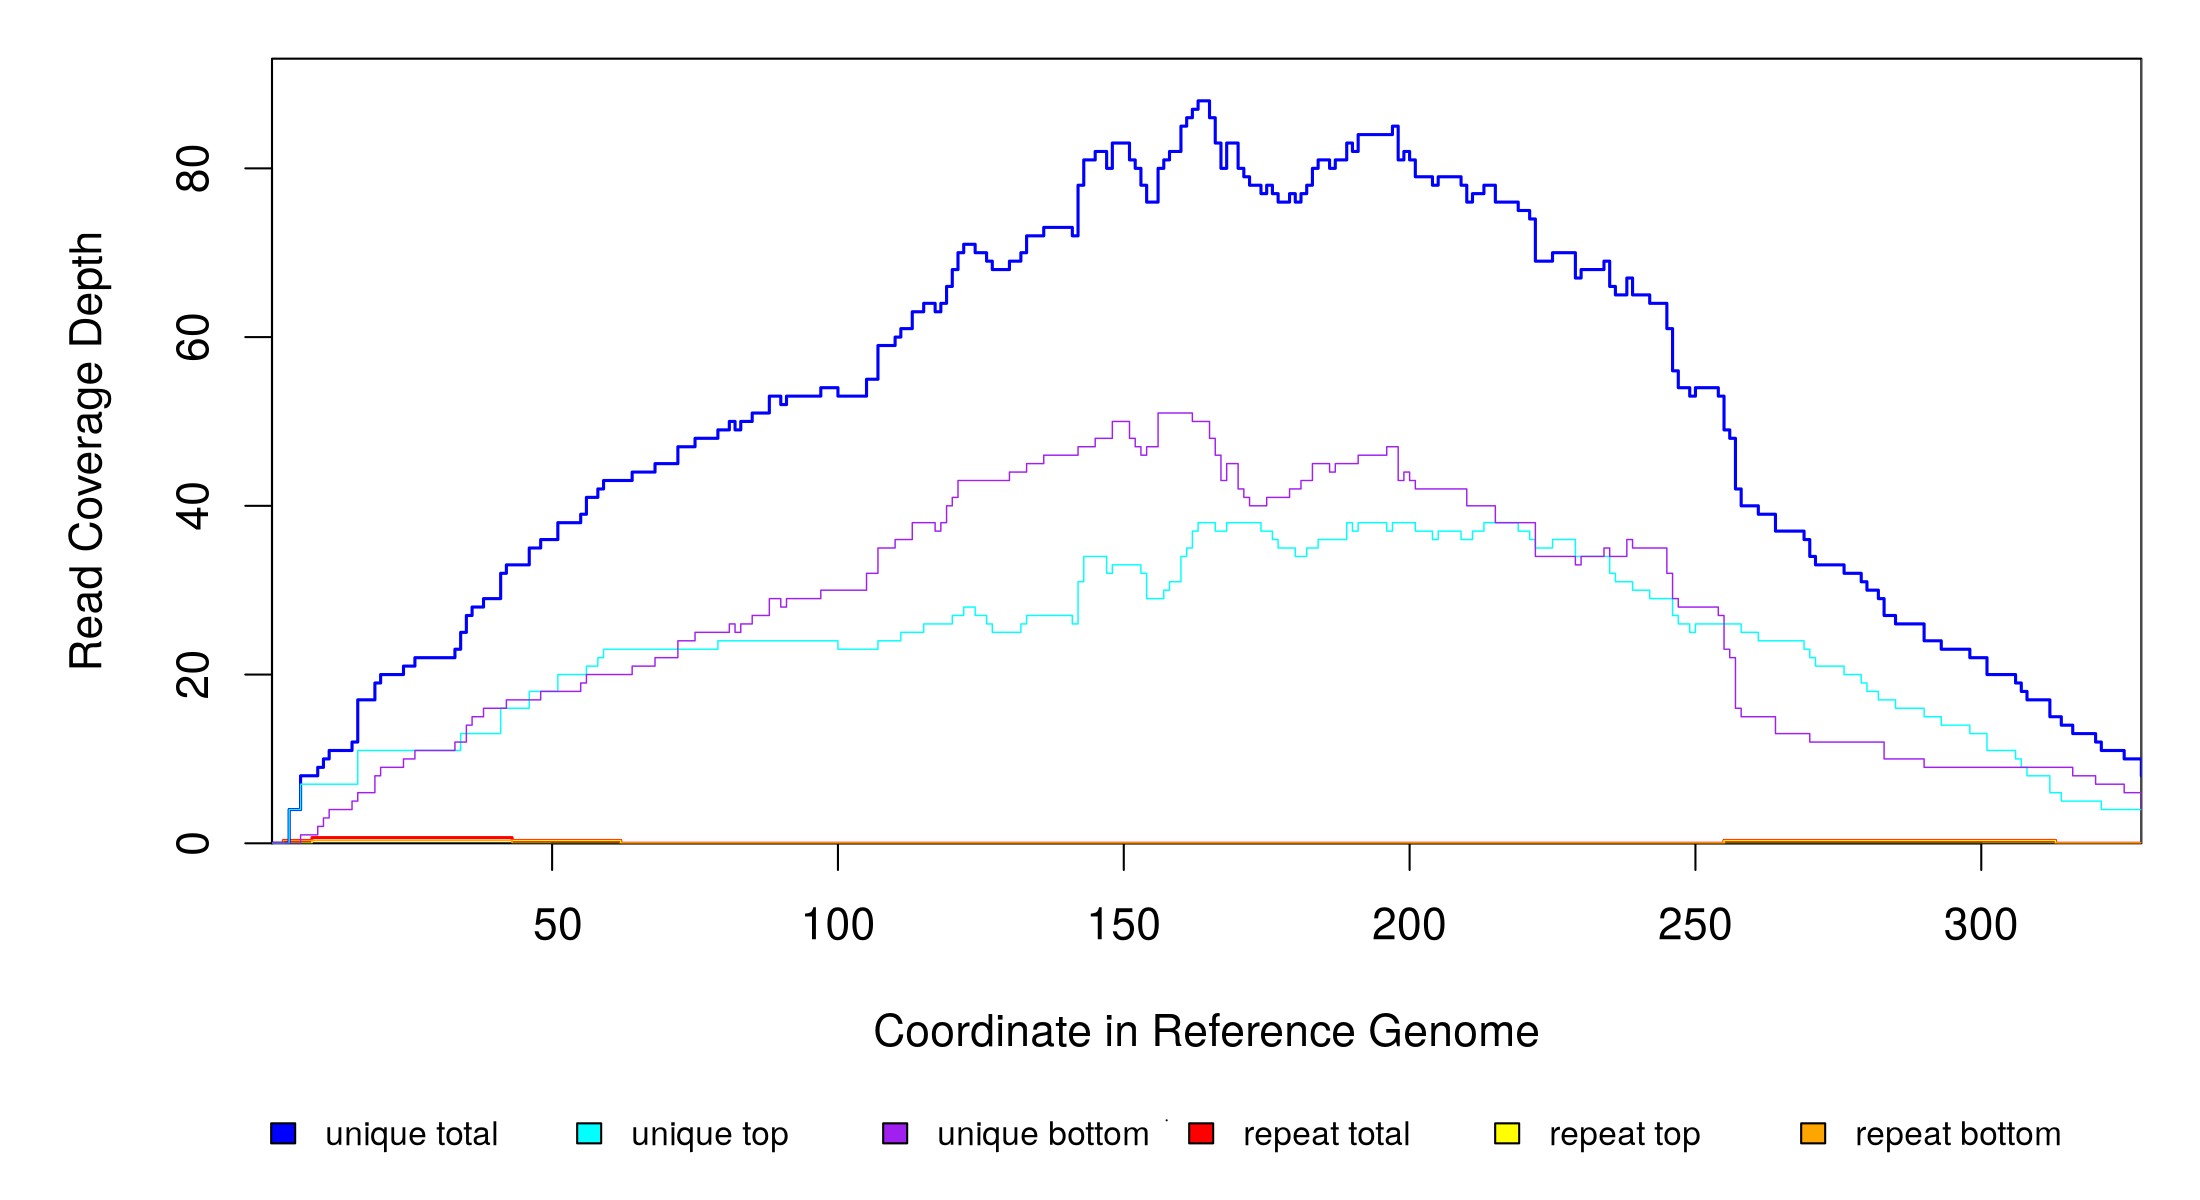 80
60
40
20
0
Read Coverage Depth
50 100 150 200 250 300
Coordinate in Reference Genome
unique total unique top unique bottom repeat total repeat top repeat bottom